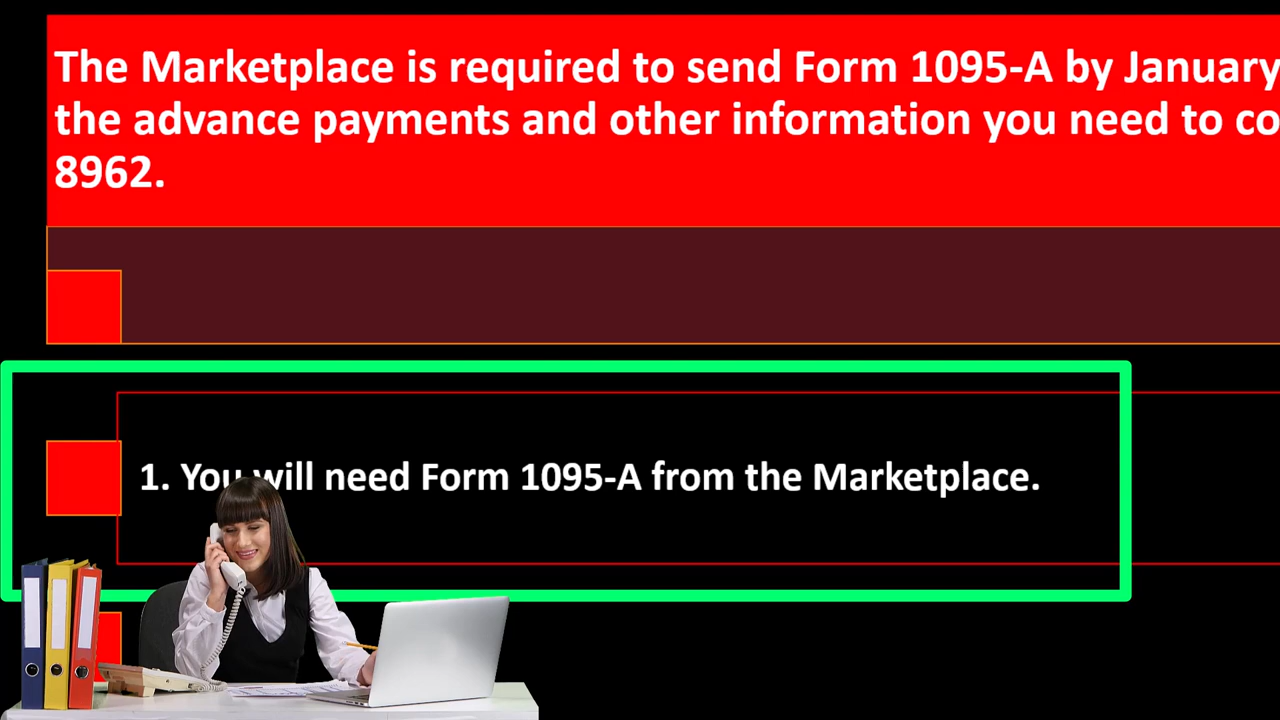 The Marketplace is required to send Form 1095-A by January
the advance payments and other information you need to co
8962.
1. You will need Form 1095-A from the Marketplace.